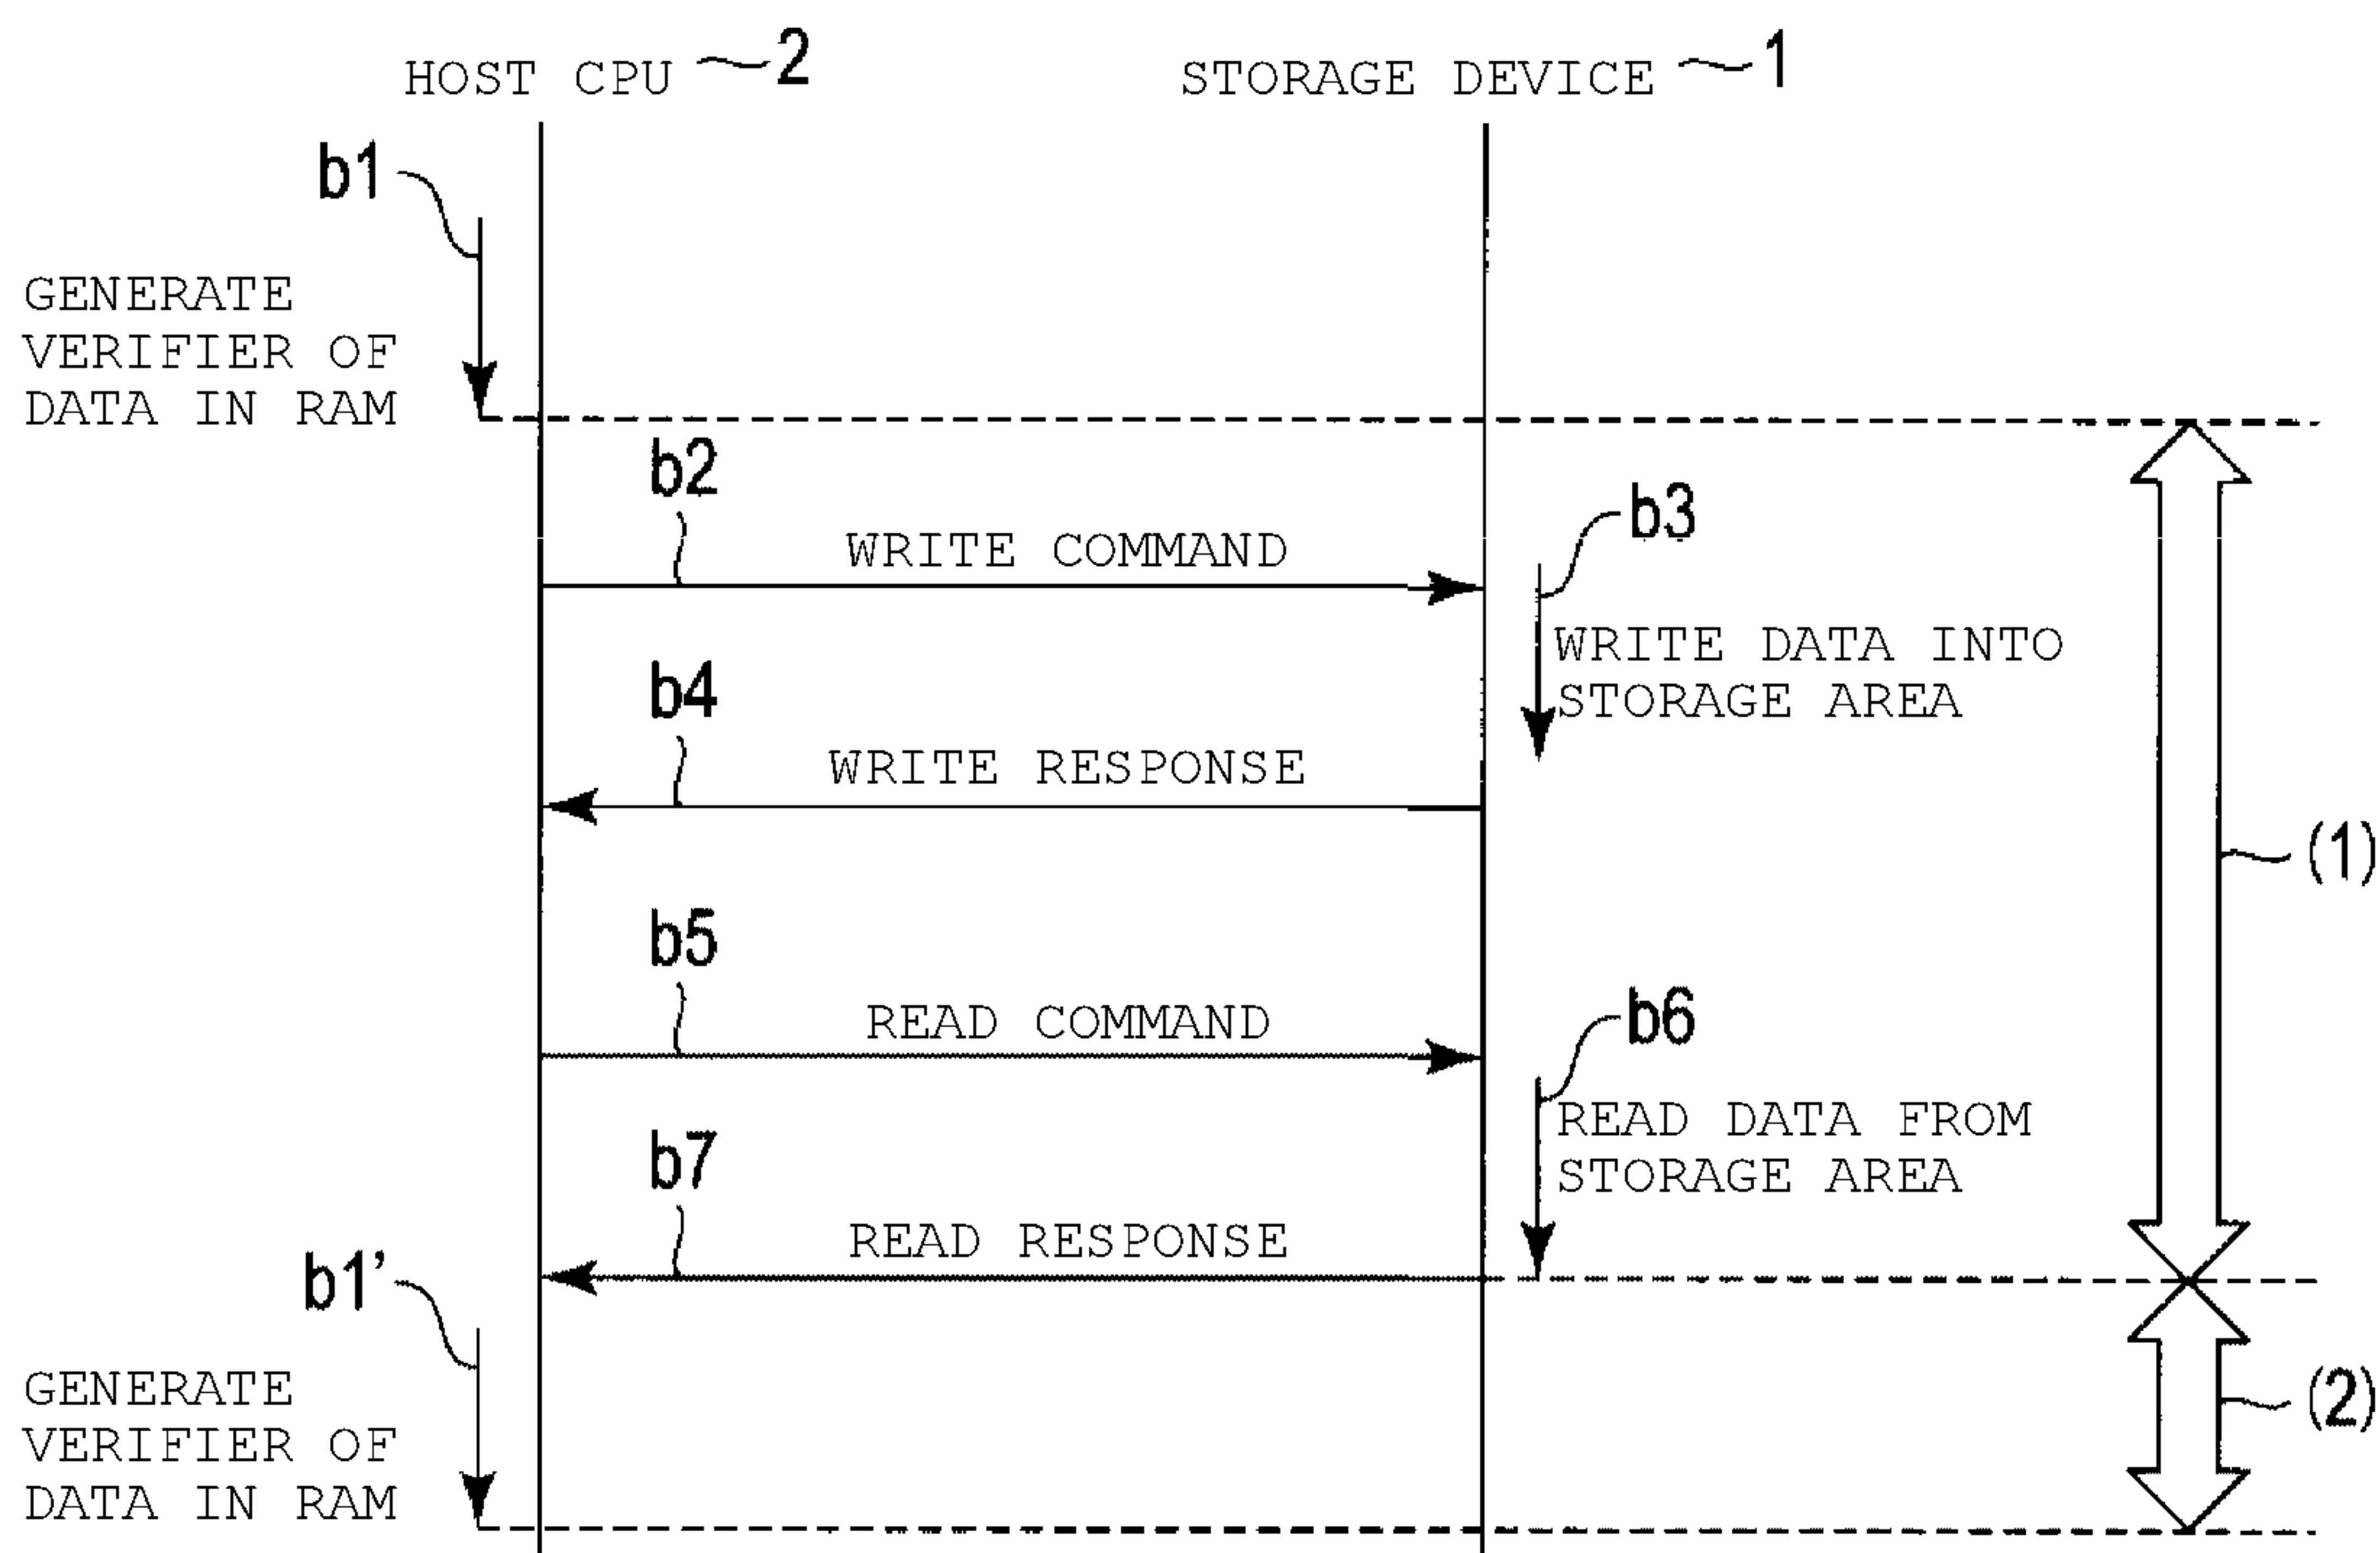 HOST CPU 2
STORAGE DEVICE 1
b1
GENERATE
VERIFIER OF
DATA IN RAM
b2
WRITE COMMAND
b3
WRITE DATA INTO
STORAGE AREA
b4
WRITE RESPONSE
(1)
b5
READ COMMAND
b6
READ DATA FROM
STORAGE AREA
b7
READ RESPONSE
b1’
GENERATE
VERIFIER OF
DATA IN RAM
(2)